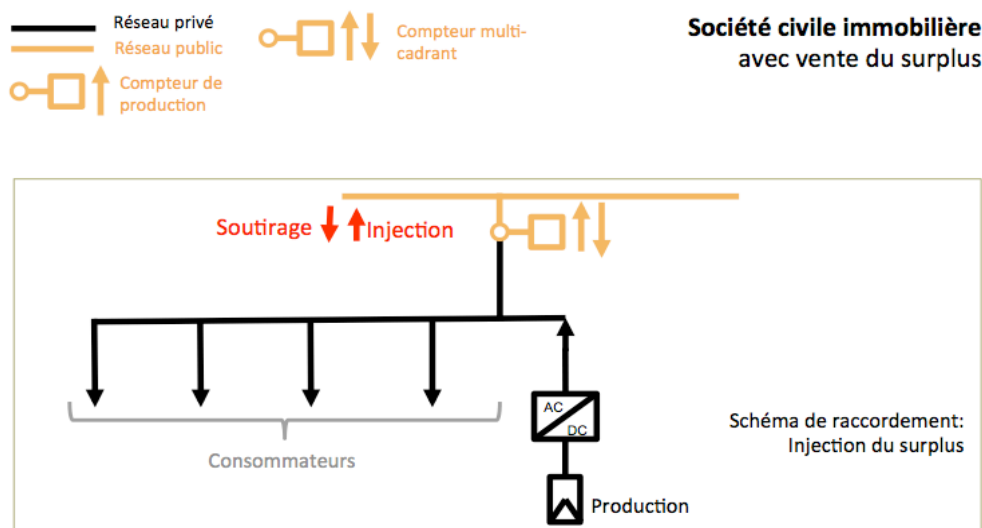 Réseau privé
Réseau public
Compteur multi-
cadrant
Compteur de
production
Société civile immobilière
avec vente du surplus
Soutirage
Injection
AC
DC
Consommateurs
Production
Schéma de raccordement:
Injection du surplus